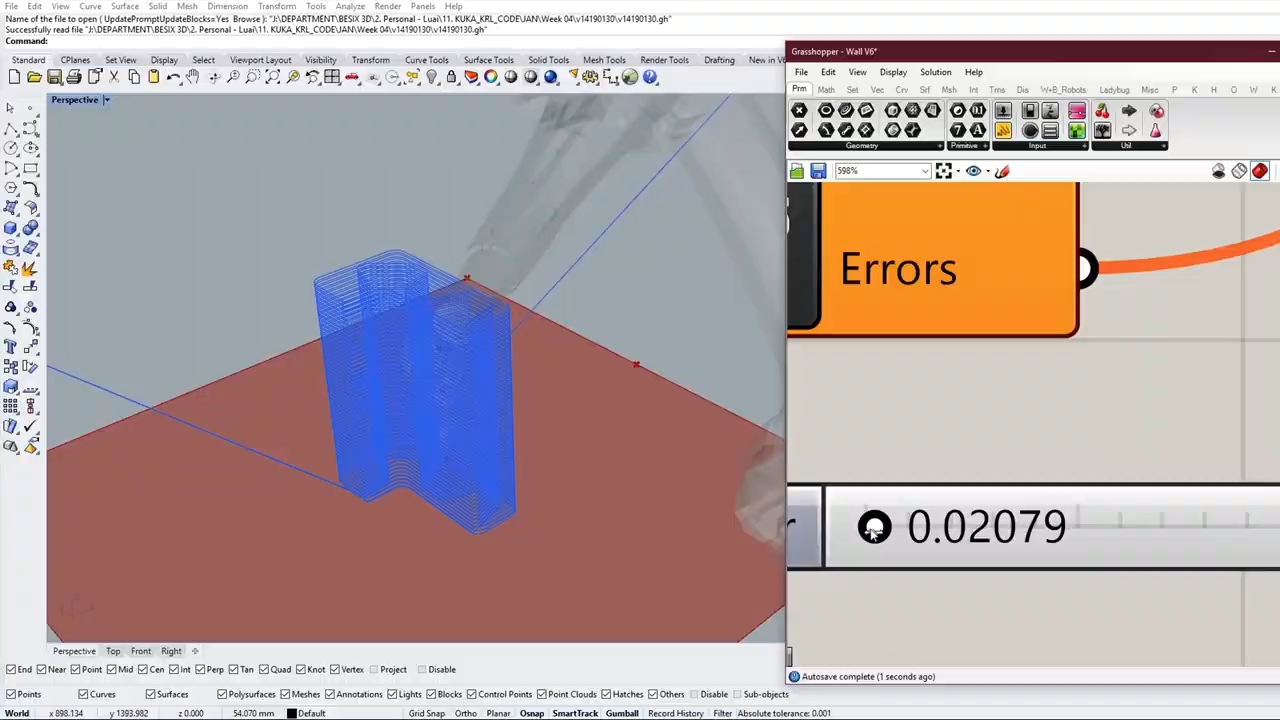 File Edit View Curve Surface Solid Mesh Dimension Transform Tools Analyze Render Panels Help
Name of the file to open ( UpdatePromptUpdateBlocks=Yes Browse ): "J:\DEPARTMENT\BESIX 3D\2. Personal - Luai\11. KUKA_KRL_CODE\JAN\Week 04\v14190130\v14190130.gh"
Successfully read file "J:\DEPARTMENT\BESIX 3D\2. Personal - Luai\11. KUKA_KRL_CODE\JAN\Week 04\v14190130\v14190130.gh"
Command:
Standard CPlanes Set View Display Select Viewport Layout Visibility Transform Curve Tools Surface Tools Solid Tools Mesh Tools Render Tools Drafting New in V6
Perspective
Grasshopper - Wall V6*
File Edit View Display Solution Help
Prm Math Set Vec Crv Srf Msh Int Trns Dis W+B_Robots Ladybug Misc P K H O W K
Geometry Primitive Input Util
598%
Errors
r 0.02079
Autosave complete (1 seconds ago)
Perspective Top Front Right
End Near Point Mid Cen Int Perp Tan Quad Knot Vertex Project Disable
Points Curves Surfaces Polysurfaces Meshes Annotations Lights Blocks Control Points Point Clouds Hatches Others Disable Sub-objects
World x 898.134 y 1393.982 z 0.000 54.070 mm Default Grid Snap Ortho Planar Osnap SmartTrack Gumball Record History Filter Absolute tolerance: 0.001